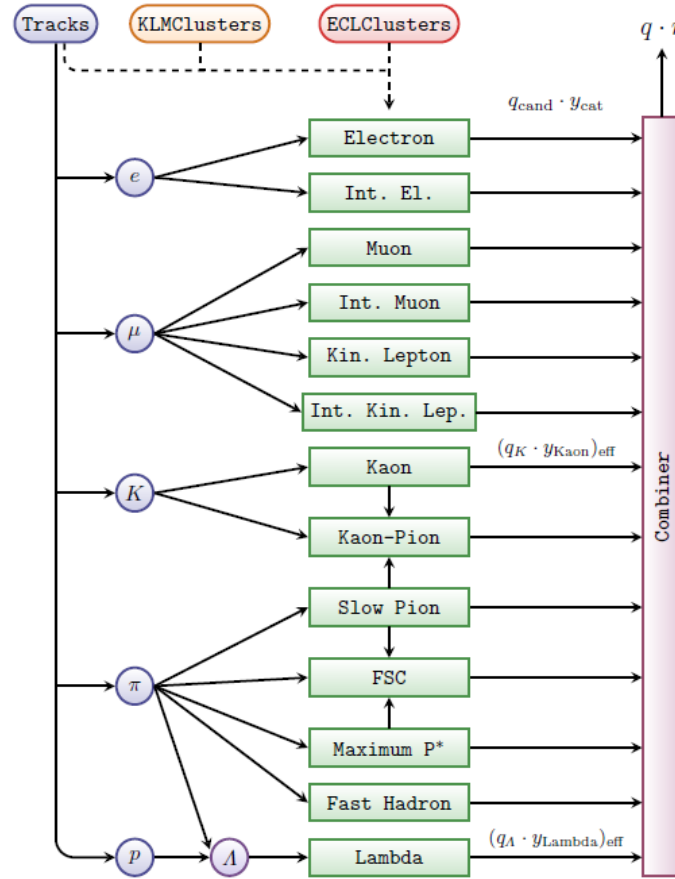 Tracks KLMClusters ECLClusters
q ·
q_cand · y_cat
Electron
e
Int. El.
Muon
Int. Muon
μ
Kin. Lepton
Int. Kin. Lep.
(q_K · y_Kaon)_eff
Kaon
K
Kaon-Pion
Combiner
Slow Pion
π
FSC
Maximum P*
Fast Hadron
(q_Λ · y_Lambda)_eff
p Λ Lambda